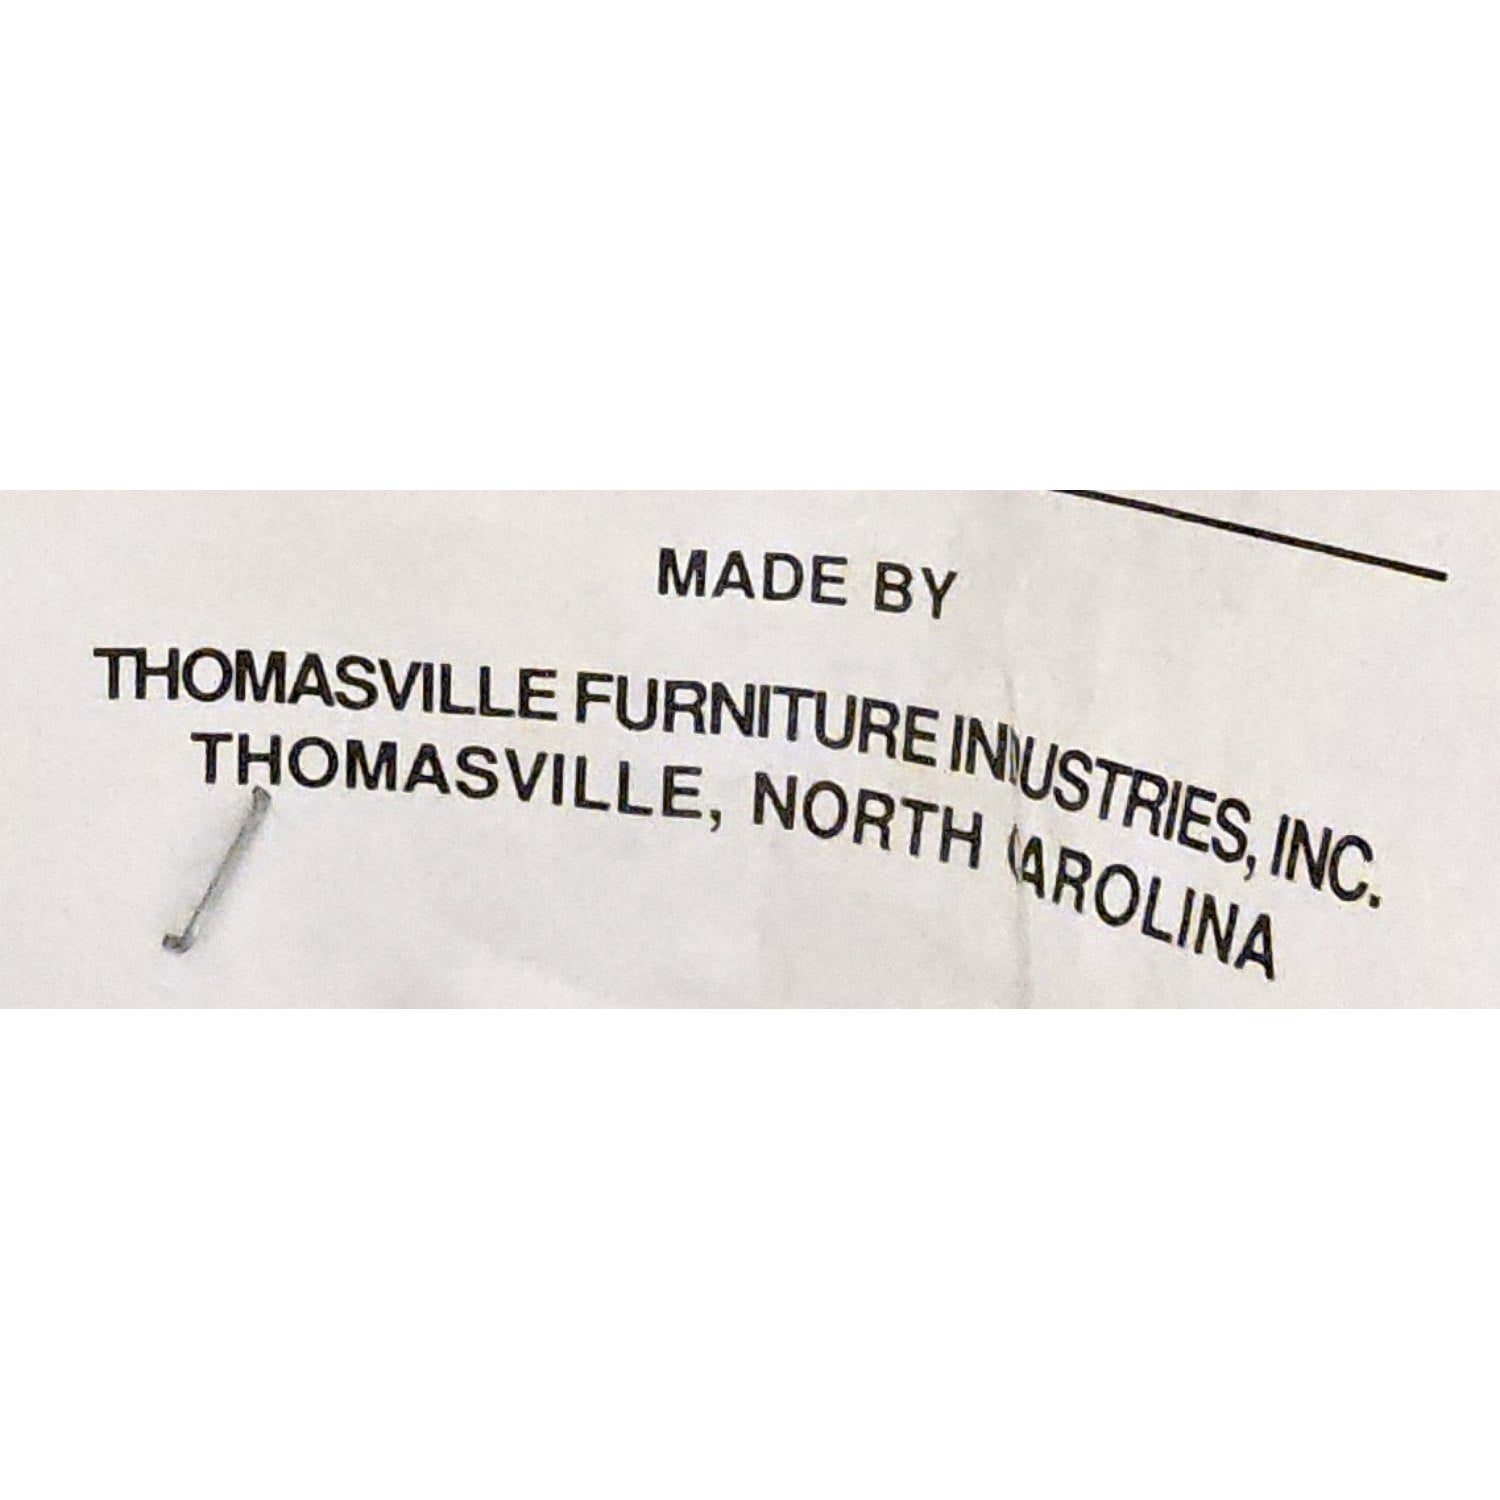 MADE BY
THOMASVILLE FURNITURE INDUSTRIES, INC.
THOMASVILLE, NORTH CAROLINA